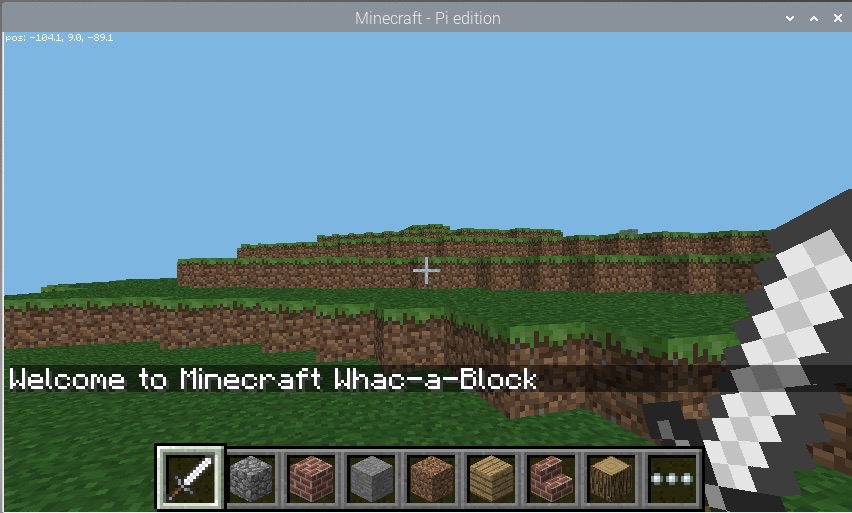 Minecraft - Pi edition
pos: -104.1, 9.0, -89.1
Welcome to Minecraft Whac-a-Block